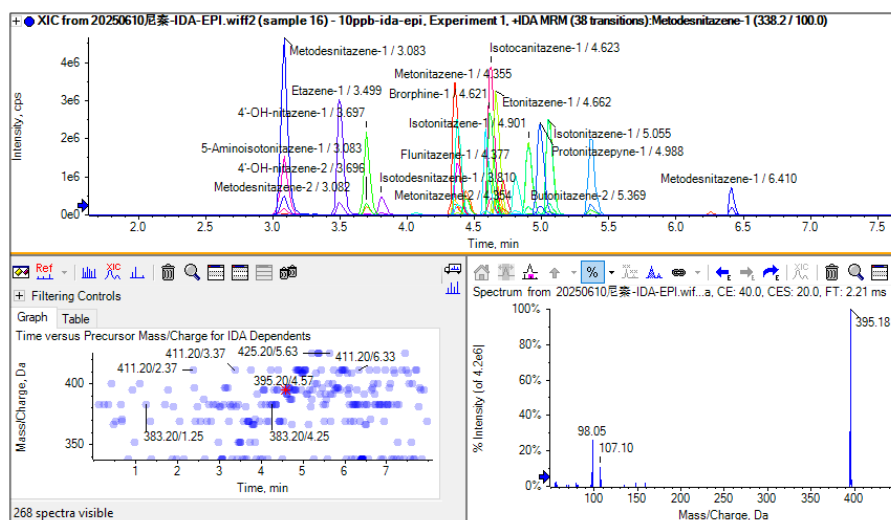 XIC from 20250610尼秦-IDA-EPI.wiff2 (sample 16) - 10ppb-ida-epi, Experiment 1, +IDA MRM (38 transitions):Metodesnitazene-1 (338.2 / 100.0)
Intensity, cps
4e6
3e6
2e6
1e6
0e0
Metodesnitazene-1 / 3.083
Isotocanitazene-1 / 4.623
Etazene-1 / 3.499
Metonitazene-1 / 4.355
Brorphine-1 / 4.621
Etonitazene-1 / 4.662
4'-OH-nitazene-1 / 3.697
Isotonitazene-1 / 4.901
Isotonitazene-1 / 5.055
5-Aminoisotonitazene-1 / 3.083
Flunitazene-1 / 4.377
Protonitazepyne-1 / 4.988
4'-OH-nitazene-2 / 3.696
Isotodesnitazene-1 / 3.810
Metodesnitazene-1 / 6.410
Metodesnitazene-2 / 3.082
Metonitazene-2 / 4.354
Butonitazene-2 / 5.369
2.0 2.5 3.0 3.5 4.0 4.5 5.0 5.5 6.0 6.5 7.0 7.5
Time, min
Ref
XIC
Filtering Controls
Graph Table
Time versus Precursor Mass/Charge for IDA Dependents
Mass/Charge, Da
400
350
411.20/2.37
411.20/3.37
425.20/5.63
411.20/6.33
395.20/4.57
383.20/1.25
383.20/4.25
1 2 3 4 5 6 7
Time, min
268 spectra visible
%
XIC
Spectrum from 20250610尼秦-IDA-EPI.wif...a, CE: 40.0, CES: 20.0, FT: 2.21 ms
% Intensity [of 4.2e6]
100%
80%
60%
40%
20%
0%
395.18
98.05
107.10
100 150 200 250 300 350 400
Mass/Charge, Da